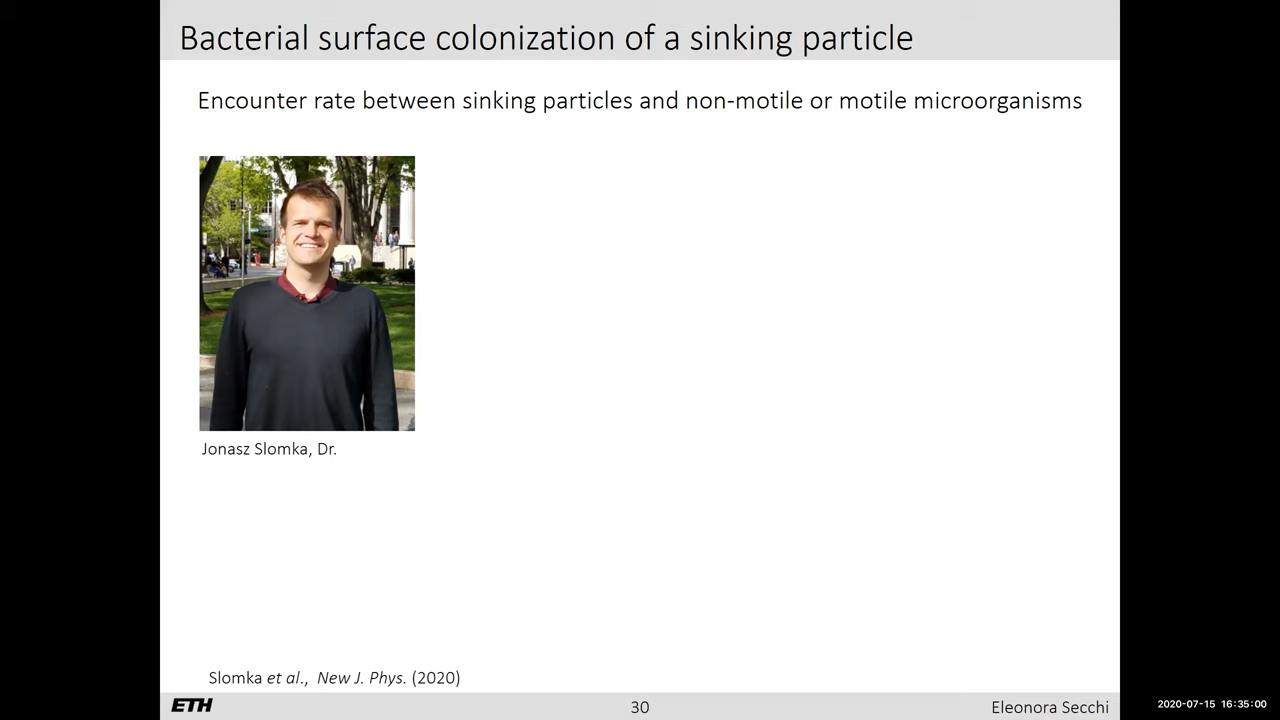 Bacterial surface colonization of a sinking particle
Encounter rate between sinking particles and non-motile or motile microorganisms
Jonasz Slomka, Dr.
Slomka et al., New J. Phys. (2020)
ETH
30
Eleonora Secchi
2020-07-15 16:35:00